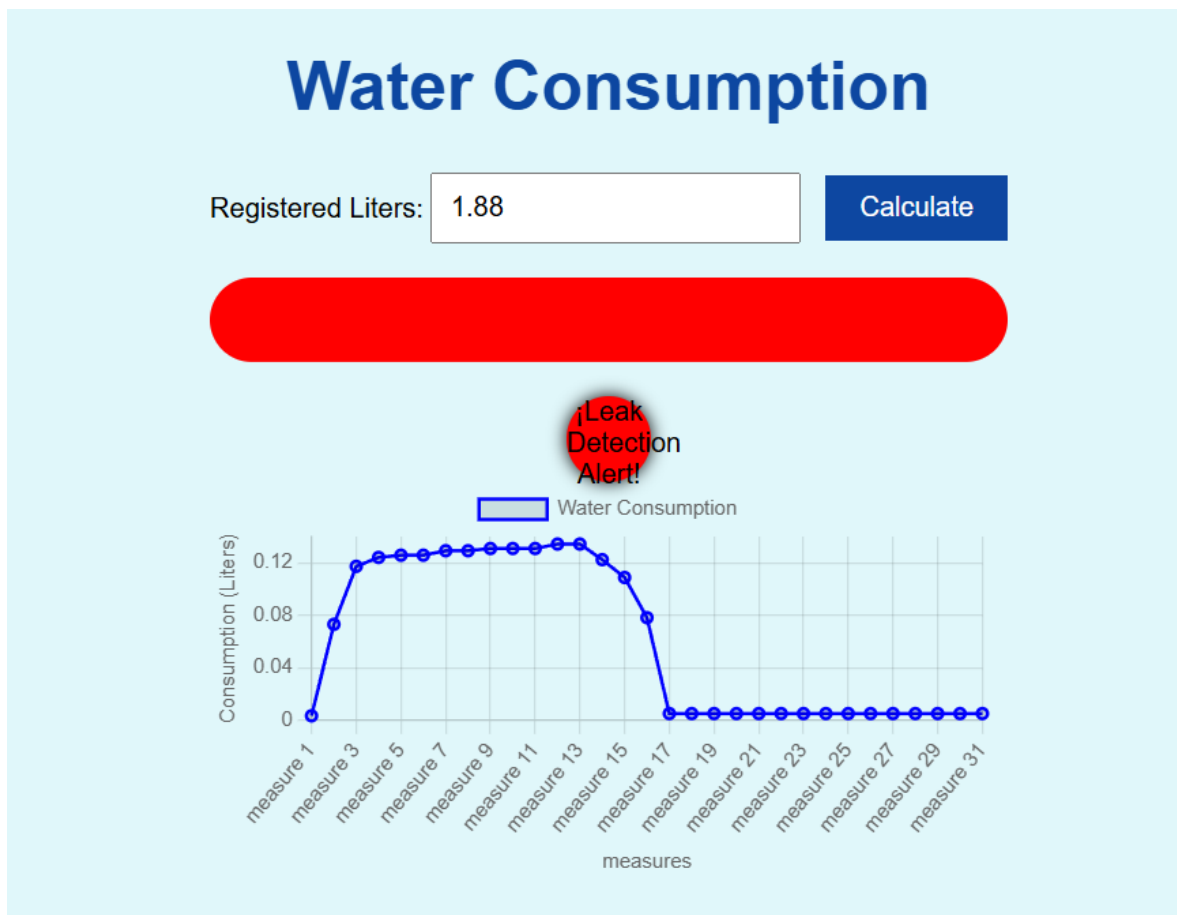 Water Consumption
Registered Liters: 1.88 Calculate
¡Leak
Detection
Alert!
Water Consumption
Consumption (Liters)
0.12
0.08
0.04
0
measure 1
measure 3
measure 5
measure 7
measure 9
measure 11
measure 13
measure 15
measure 17
measure 19
measure 21
measure 23
measure 25
measure 27
measure 29
measure 31
measures